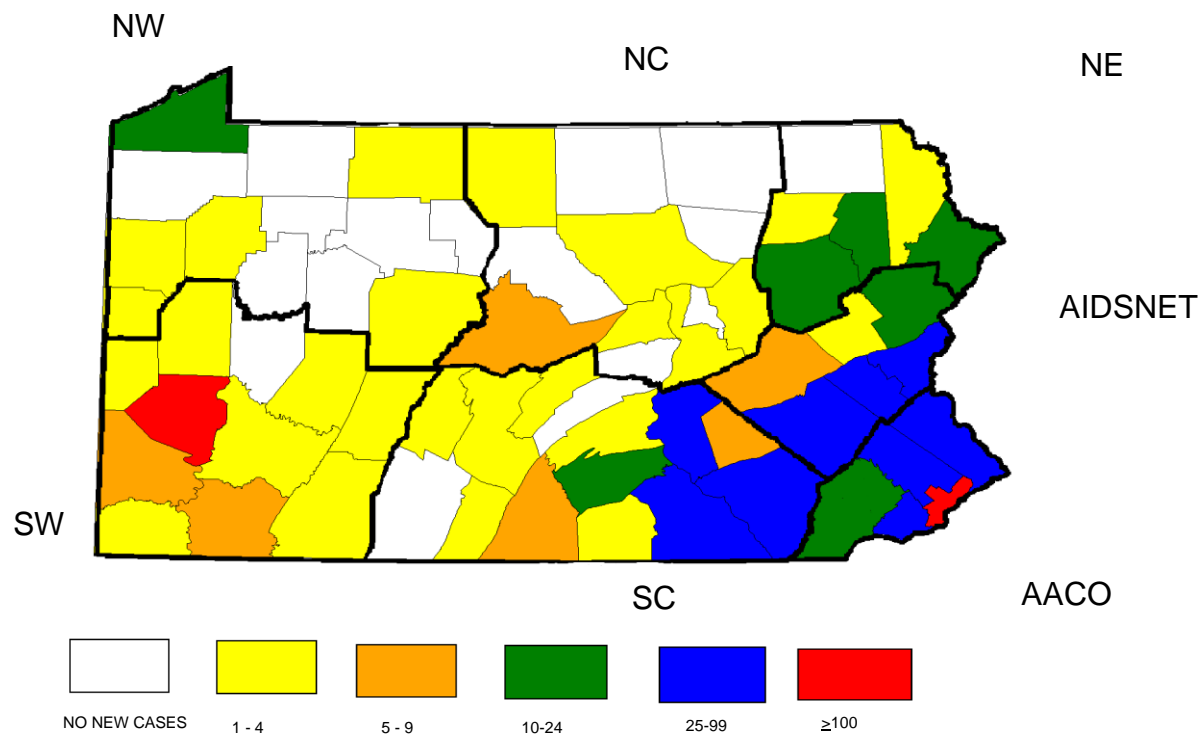 NW
NC
NE
AIDSNET
SW
SC
AACO
NO NEW CASES
1 - 4
5 - 9
10-24
25-99
≥100